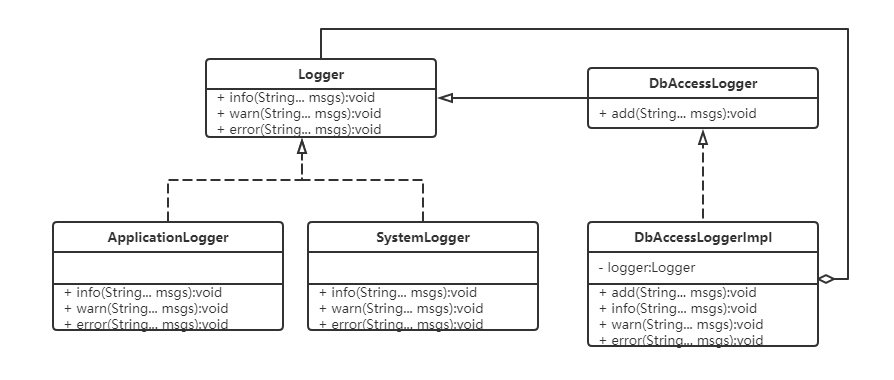 Logger
+ info(String... msgs):void
+ warn(String... msgs):void
+ error(String... msgs):void
DbAccessLogger
+ add(String... msgs):void
ApplicationLogger
+ info(String... msgs):void
+ warn(String... msgs):void
+ error(String... msgs):void
SystemLogger
+ info(String... msgs):void
+ warn(String... msgs):void
+ error(String... msgs):void
DbAccessLoggerImpl
- logger:Logger
+ add(String... msgs):void
+ info(String... msgs):void
+ warn(String... msgs):void
+ error(String... msgs):void